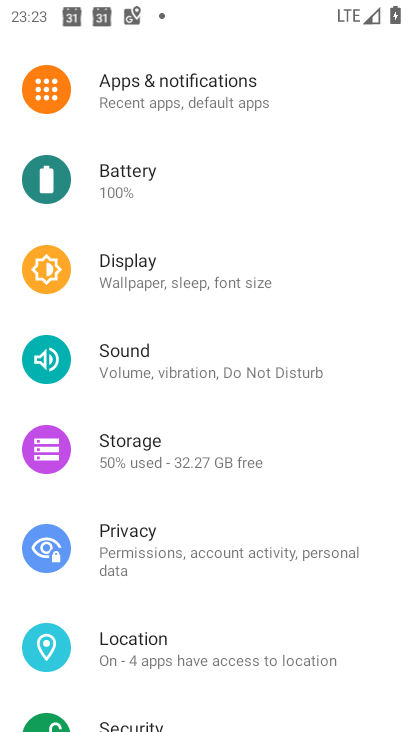 23:23 31 31 G LTE
Apps & notifications
Recent apps, default apps
Battery
100%
Display
Wallpaper, sleep, font size
Sound
Volume, vibration, Do Not Disturb
Storage
50% used - 32.27 GB free
Privacy
Permissions, account activity, personal
data
Location
On - 4 apps have access to location
Security